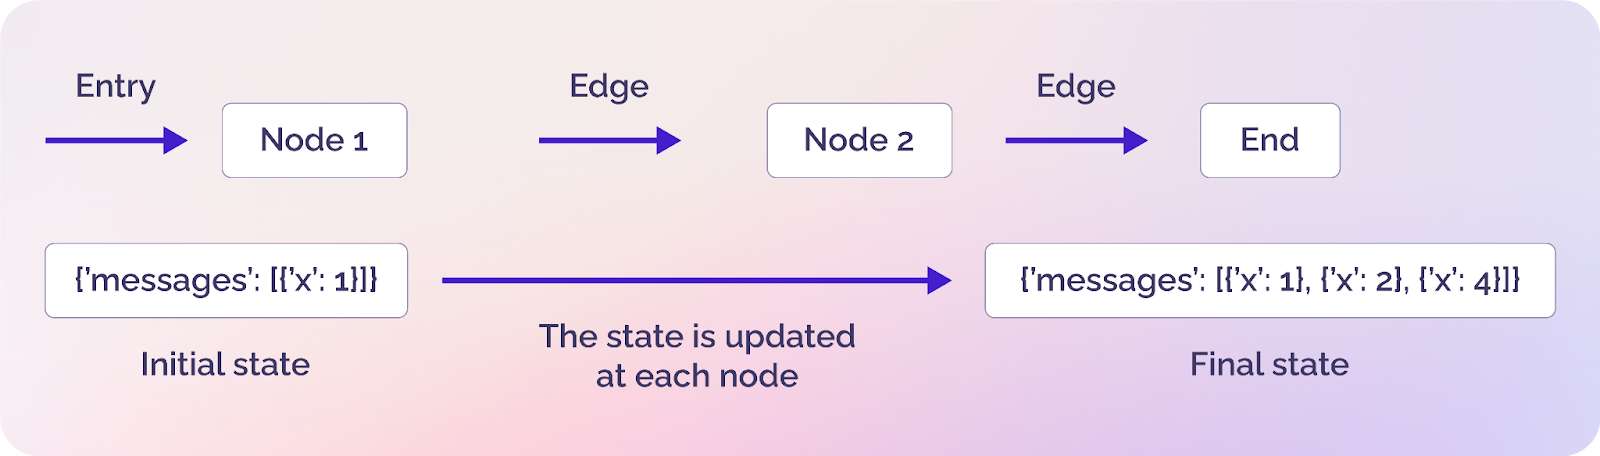 Entry
Edge
Edge
Node 1
Node 2
End
{’messages’: [{’x’: 1}]}
{’messages’: [{’x’: 1}, {’x’: 2}, {’x’: 4}]}
The state is updated
at each node
Initial state
Final state